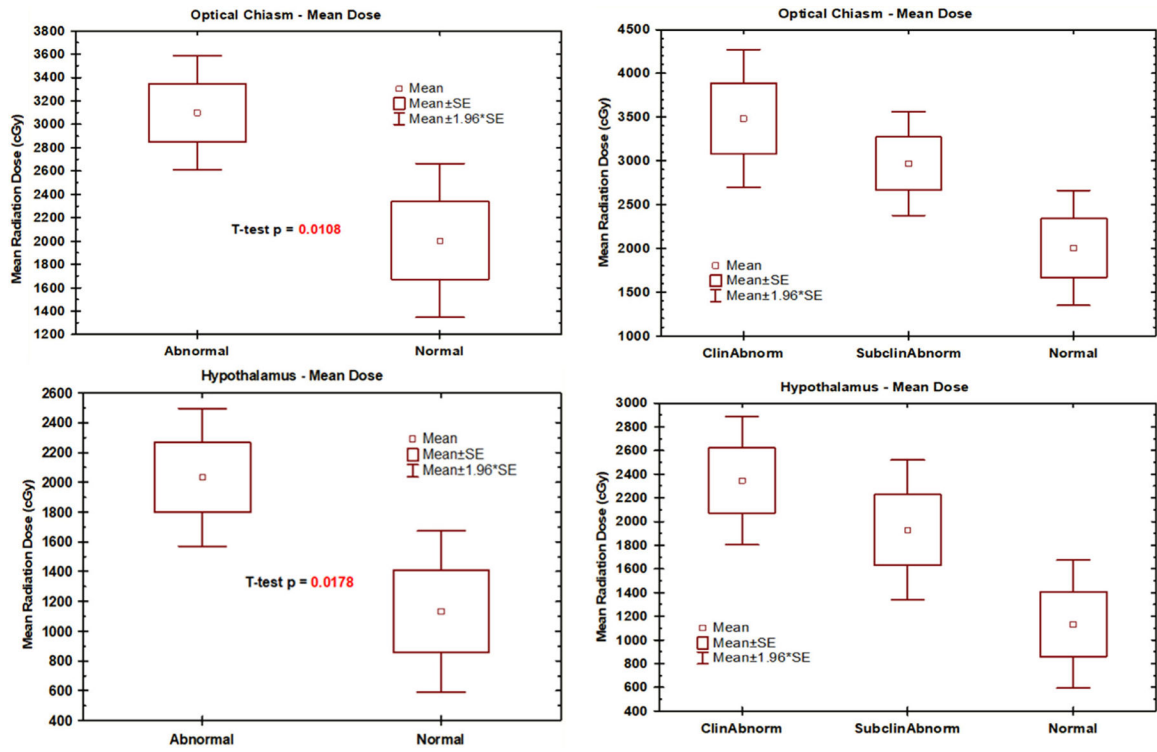 Optical Chiasm - Mean Dose
Mean Radiation Dose (cGy)
3800
3600
3400
3200
3000
2800
2600
2400
2200
2000
1800
1600
1400
1200
Mean
Mean±SE
Mean±1.96*SE
T-test p = 0.0108
Abnormal Normal
Optical Chiasm - Mean Dose
Mean Radiation Dose (cGy)
4500
4000
3500
3000
2500
2000
1500
1000
Mean
Mean±SE
Mean±1.96*SE
ClinAbnorm SubclinAbnorm Normal
Hypothalamus - Mean Dose
Mean Radiation Dose (cGy)
2600
2400
2200
2000
1800
1600
1400
1200
1000
800
600
400
Mean
Mean±SE
Mean±1.96*SE
T-test p = 0.0178
Abnormal Normal
Hypothalamus - Mean Dose
Mean Radiation Dose (cGy)
3000
2800
2600
2400
2200
2000
1800
1600
1400
1200
1000
800
600
400
Mean
Mean±SE
Mean±1.96*SE
ClinAbnorm SubclinAbnorm Normal